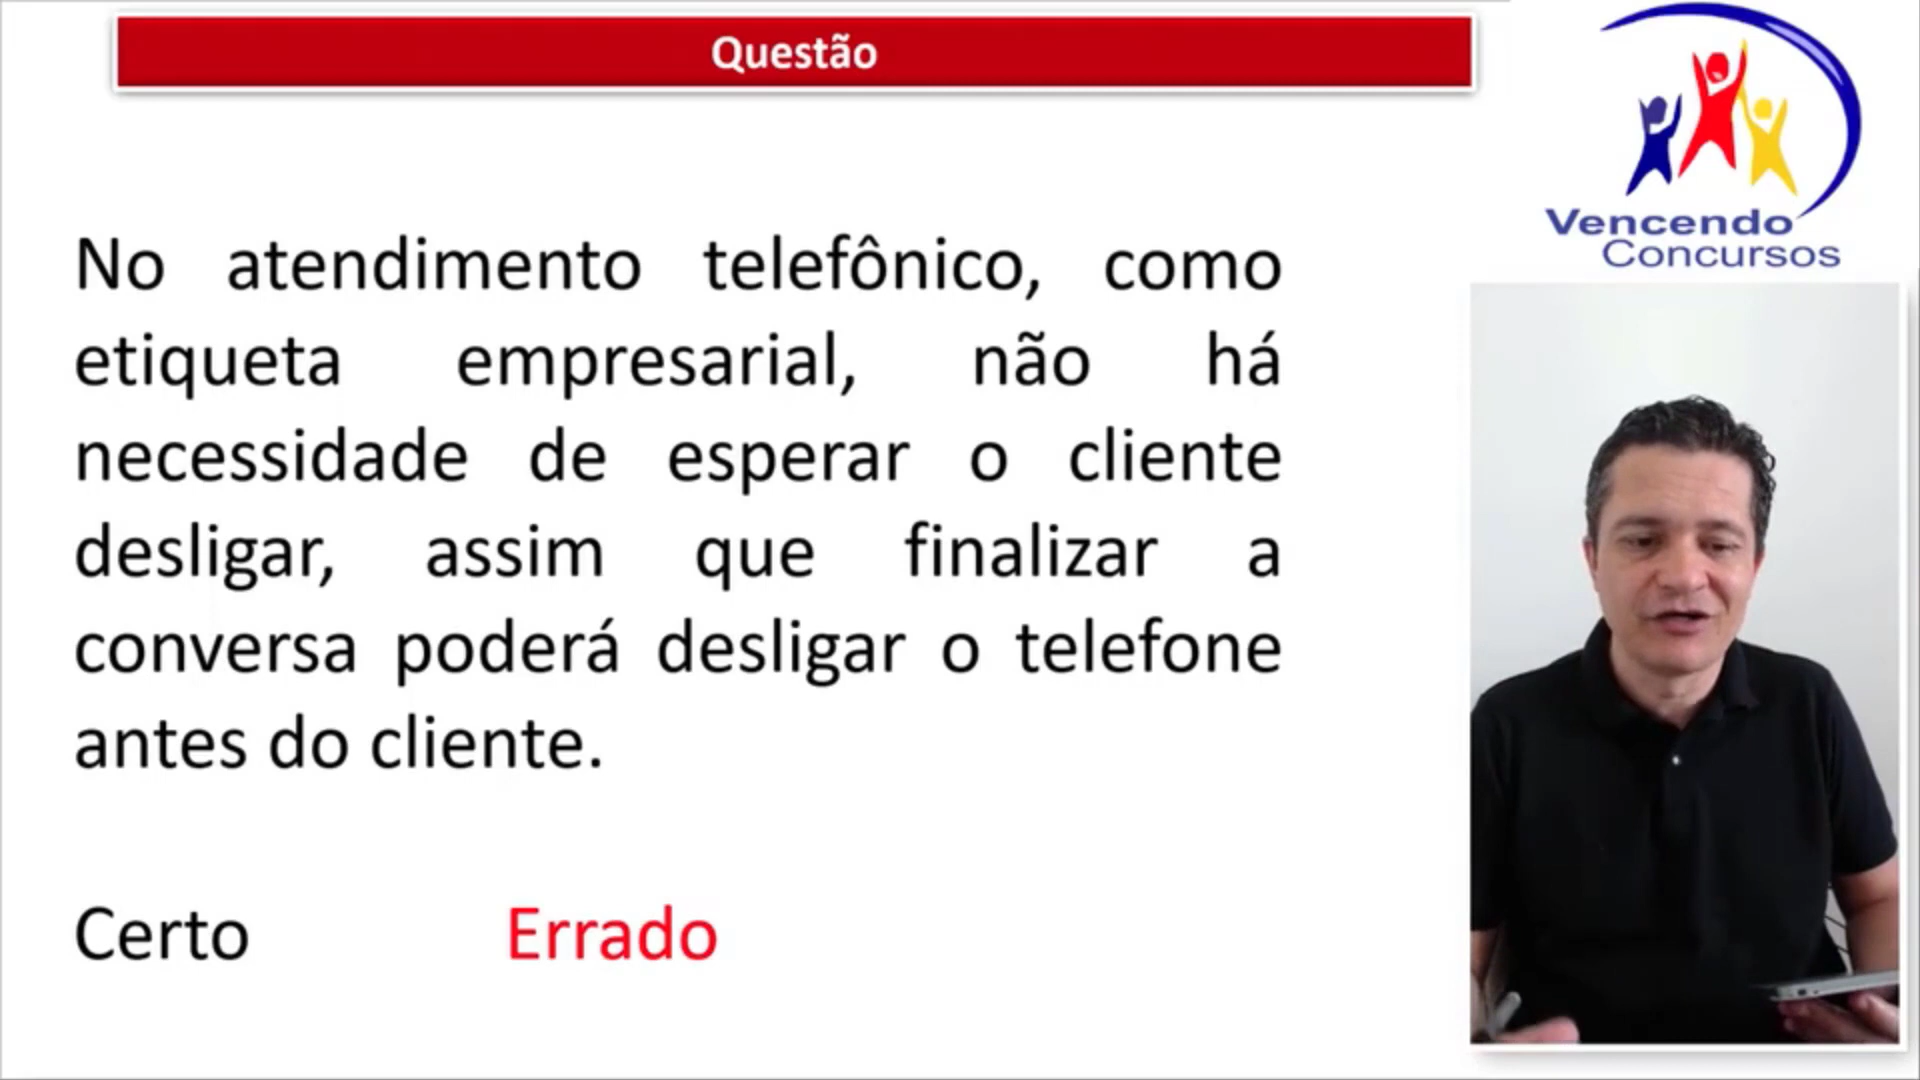 Questão
Vencendo
Concursos
No atendimento telefônico, como
etiqueta empresarial, não há
necessidade de esperar o cliente
desligar, assim que finalizar a
conversa poderá desligar o telefone
antes do cliente.
Certo Errado